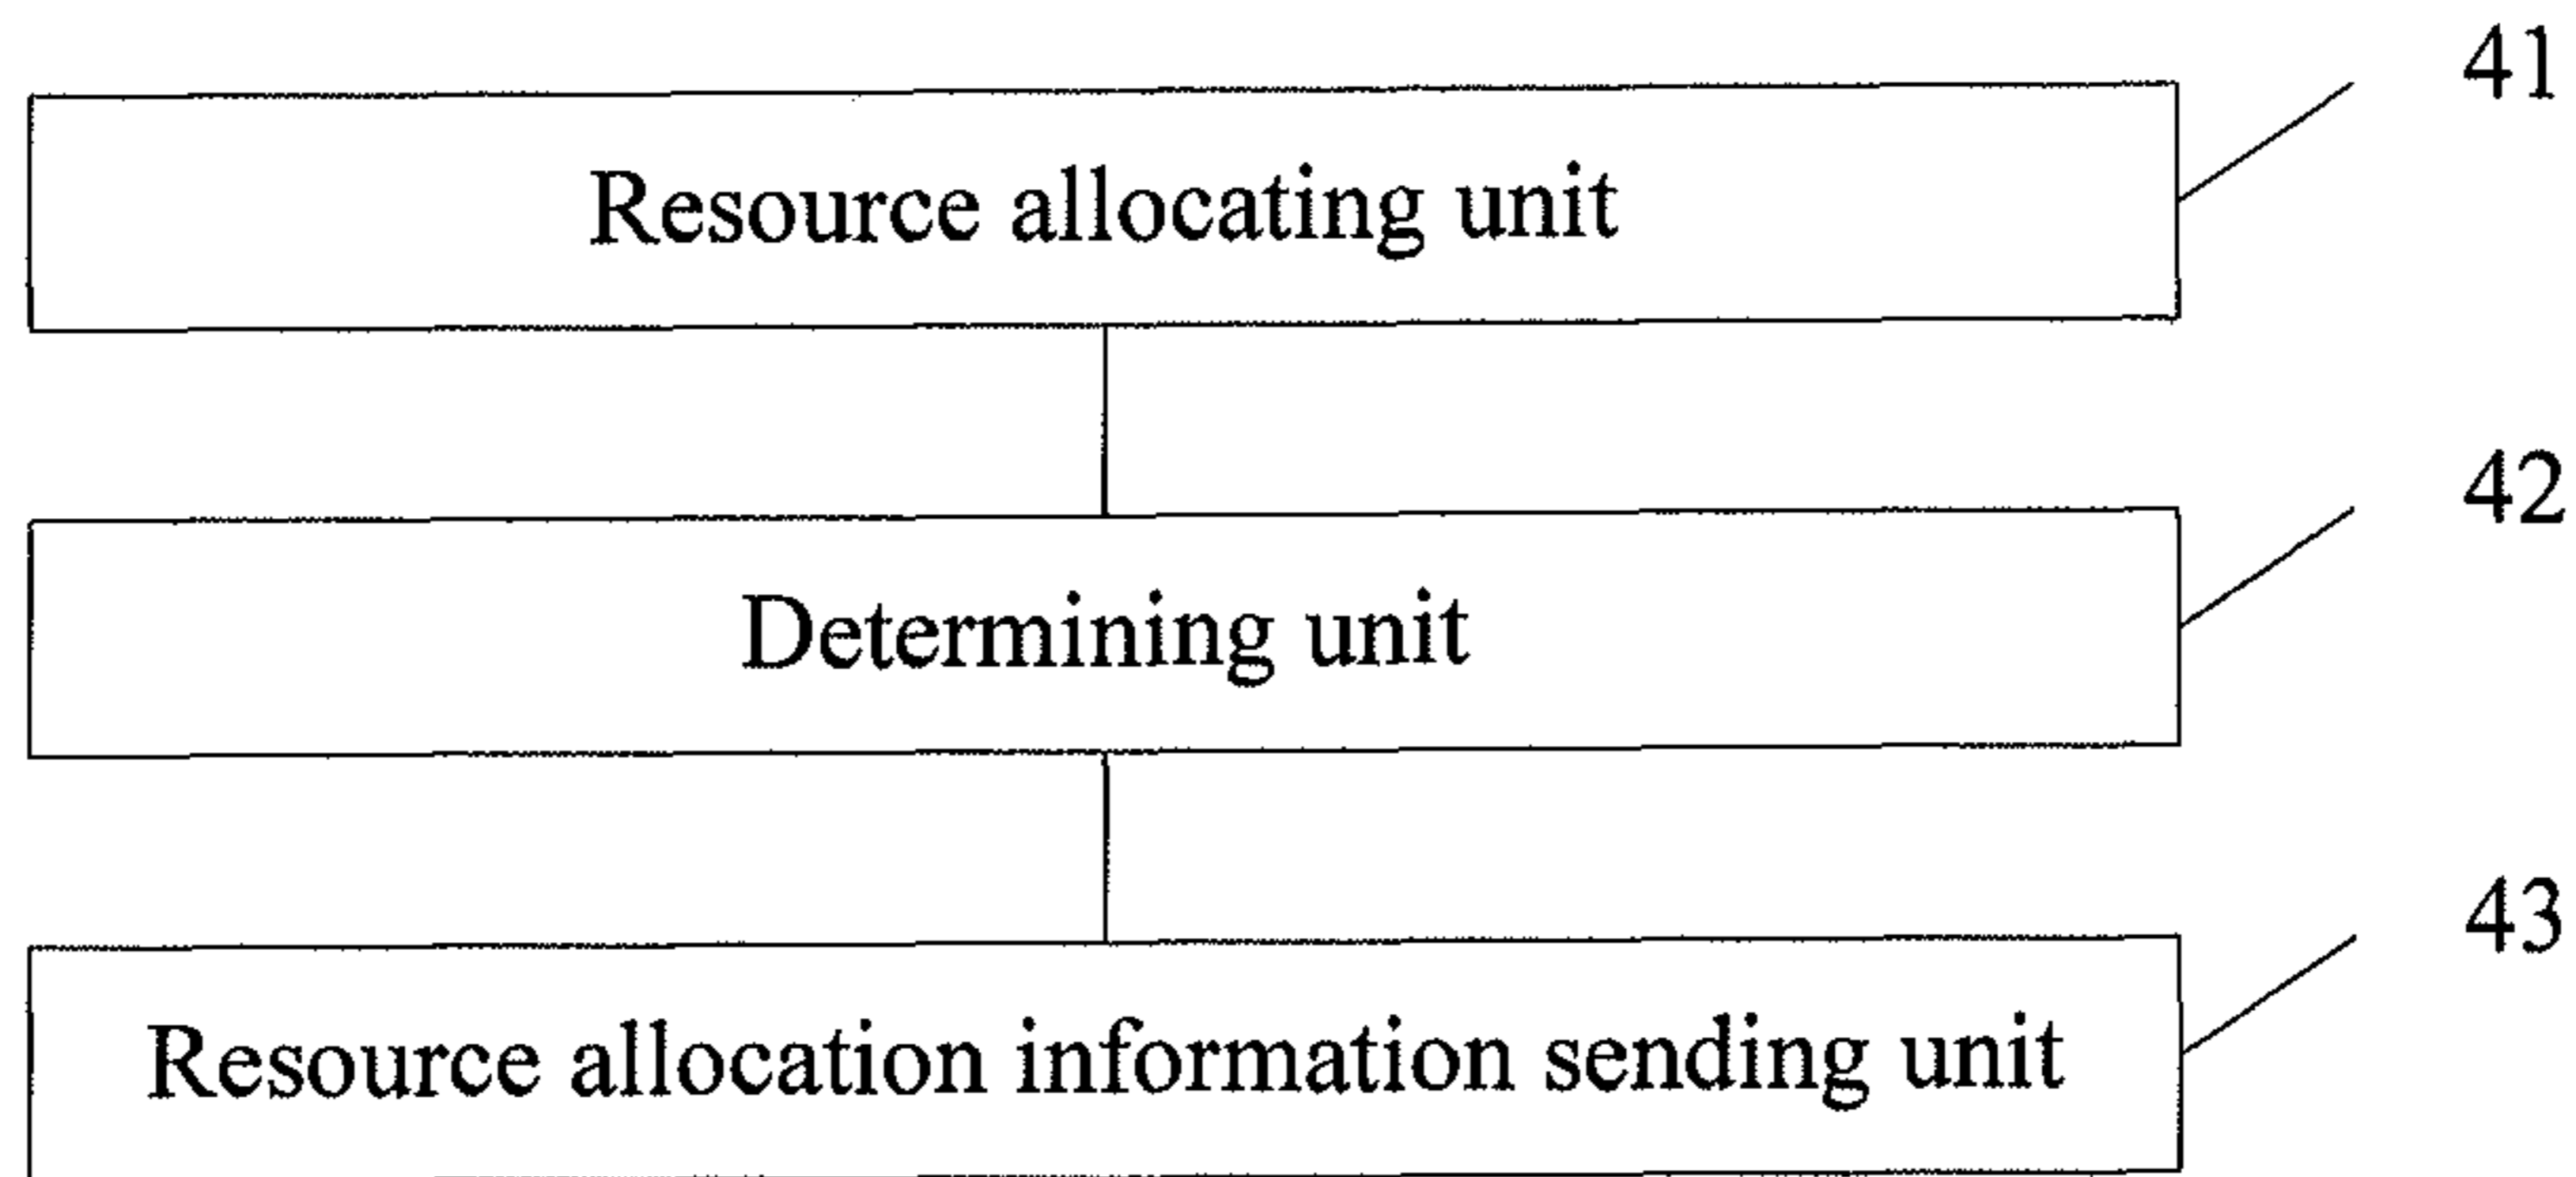 41
Resource allocating unit
42
Determining unit
43
Resource allocation information sending unit